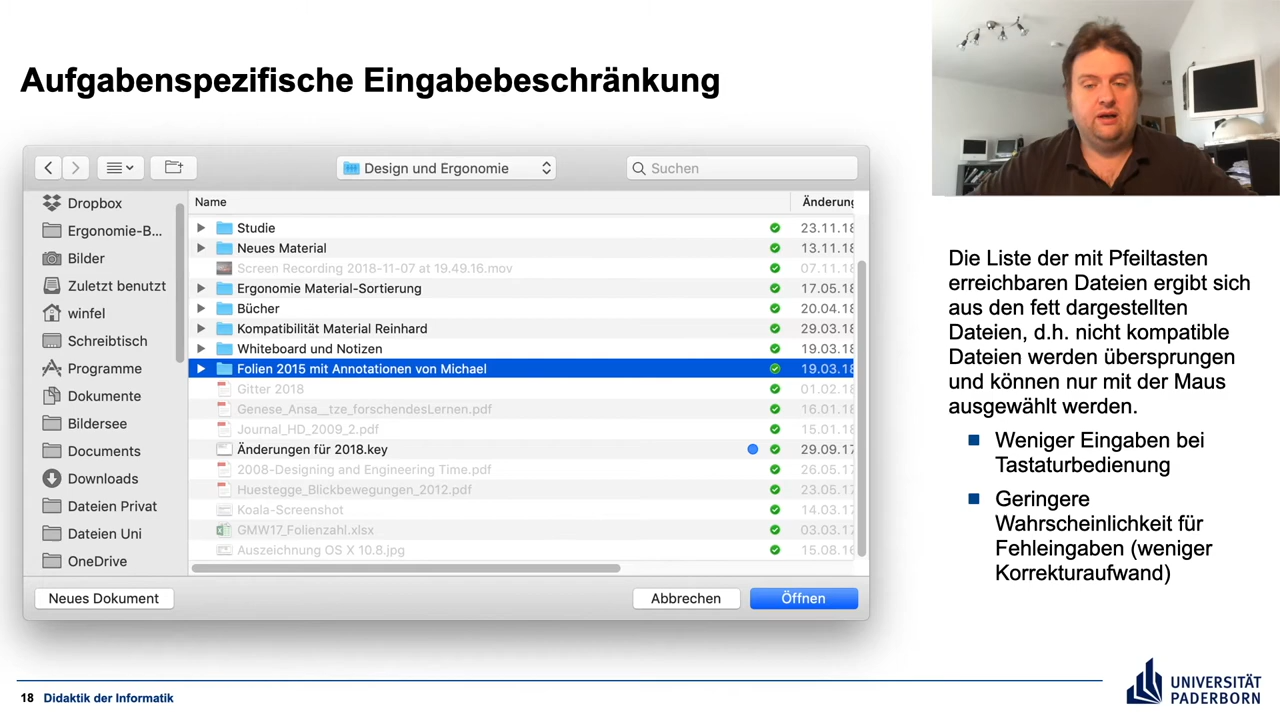 Aufgabenspezifische Eingabebeschränkung
Design und Ergonomie
Suchen
Dropbox
Ergonomie-B...
Bilder
Zuletzt benutzt
winfel
Schreibtisch
Programme
Dokumente
Bildersee
Documents
Downloads
Dateien Privat
Dateien Uni
OneDrive
Name Änderung
Studie 23.11.18
Neues Material 13.11.18
Screen Recording 2018-11-07 at 19.49.16.mov 07.11.18
Ergonomie Material-Sortierung 17.05.18
Bücher 20.04.18
Kompatibilität Material Reinhard 29.03.18
Whiteboard und Notizen 19.03.18
Folien 2015 mit Annotationen von Michael 19.03.18
Gitter 2018 01.02.18
Genese_Ansa__tze_forschendesLernen.pdf 16.01.18
Journal_HD_2009_2.pdf 15.01.18
Änderungen für 2018.key 29.09.17
2008-Designing and Engineering Time.pdf 26.05.17
Huestegge_Blickbewegungen_2012.pdf 23.05.17
Koala-Screenshot 14.03.17
GMW17_Folienzahl.xlsx 03.03.17
Auszeichnung OS X 10.8.jpg 15.08.16
Neues Dokument
Abbrechen
Öffnen
Die Liste der mit Pfeiltasten
erreichbaren Dateien ergibt sich
aus den fett dargestellten
Dateien, d.h. nicht kompatible
Dateien werden übersprungen
und können nur mit der Maus
ausgewählt werden.
Weniger Eingaben bei
Tastaturbedienung
Geringere
Wahrscheinlichkeit für
Fehleingaben (weniger
Korrekturaufwand)
18 Didaktik der Informatik
UNIVERSITÄT
PADERBORN